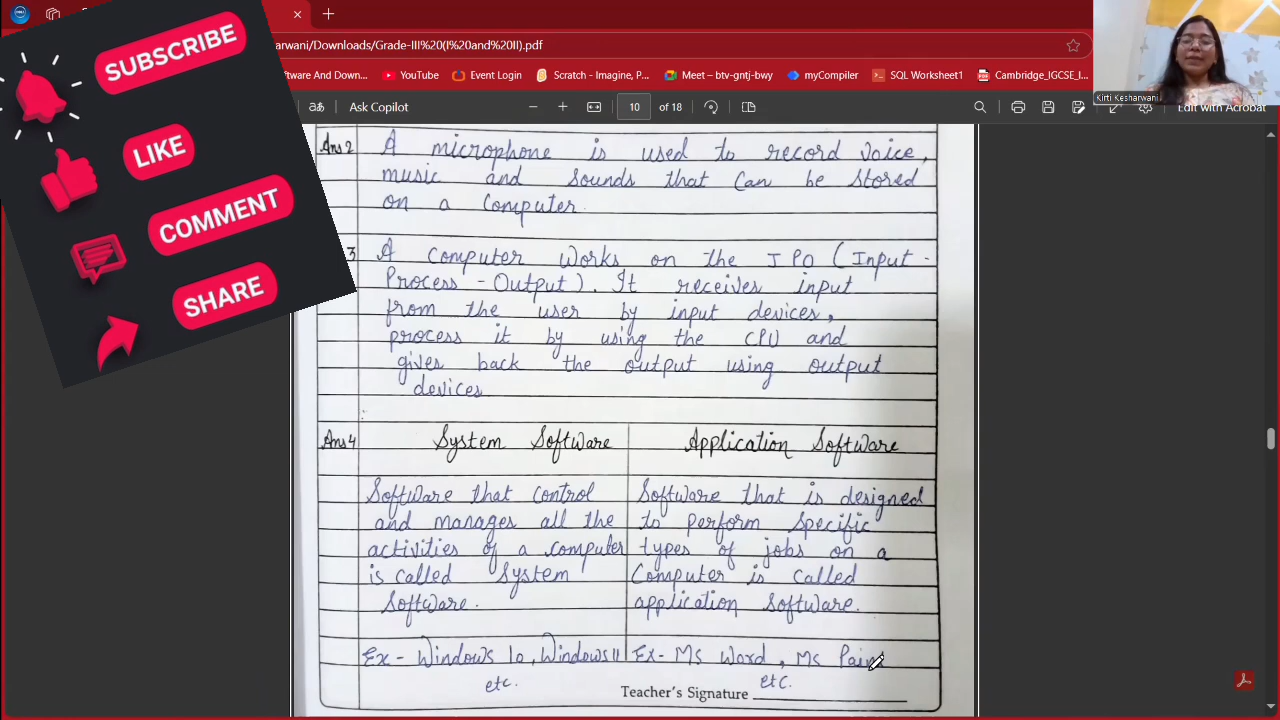 SUBSCRIBE
LIKE
COMMENT
SHARE
arwani/Downloads/Grade-III%20(I%20and%20II).pdf
ftware And Down...
YouTube
Event Login
Scratch - Imagine, P...
Meet – btv-gntj-bwy
myCompiler
SQL Worksheet1
Cambridge_IGCSE_I...
Kirti Kesharwani
Ask Copilot
10 of 18
Edit with Acrobat
Ans 2 A microphone is used to record voice,
music and sounds that can be stored
on a computer.
3 A computer works on the IPO (Input -
Process - Output). It receives input
from the user by input devices,
process it by using the CPU and
gives back the output using output
devices
Ans 4 System Software Application Software
Software that control
and manages all the
activities of a computer
is called System
Software.
Ex - Windows 10, Windows 11
etc.
Software that is designed
to perform specific
types of jobs on a
Computer is called
application Software.
Ex - MS Word, MS Paint
etc.
Teacher's Signature